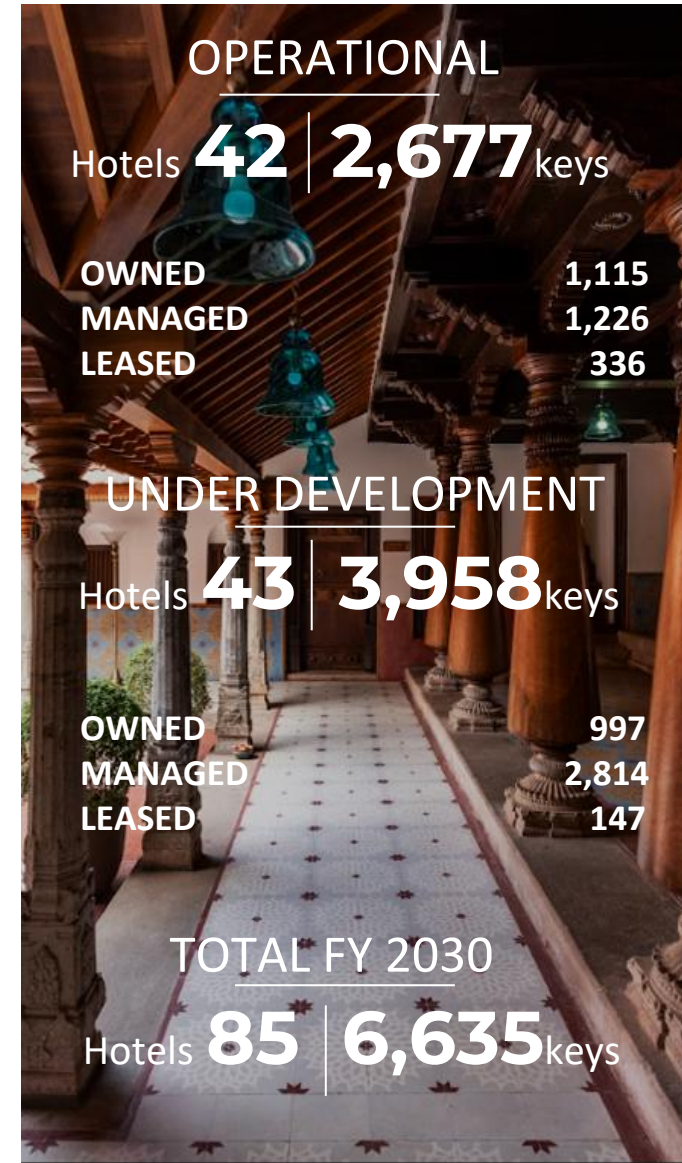 OPERATIONAL
Hotels 42 2,677 keys
OWNED 1,115
MANAGED 1,226
LEASED 336
UNDER DEVELOPMENT
Hotels 43 3,958 keys
OWNED 997
MANAGED 2,814
LEASED 147
TOTAL FY 2030
Hotels 85 6,635 keys